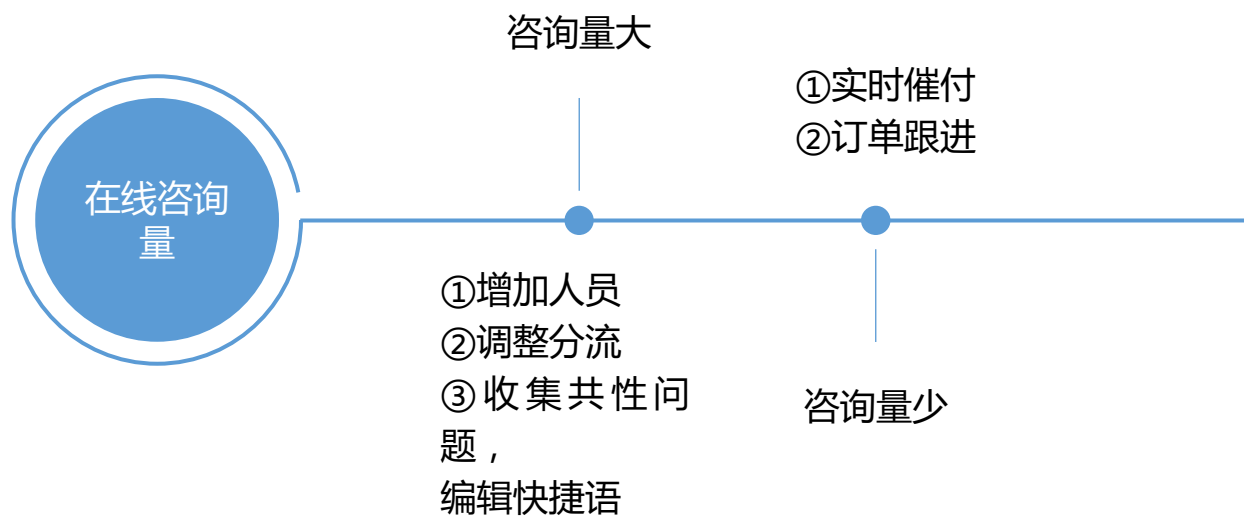 在线咨询
量
咨询量大
①增加人员
②调整分流
③收集共性问
题，
编辑快捷语
①实时催付
②订单跟进
咨询量少